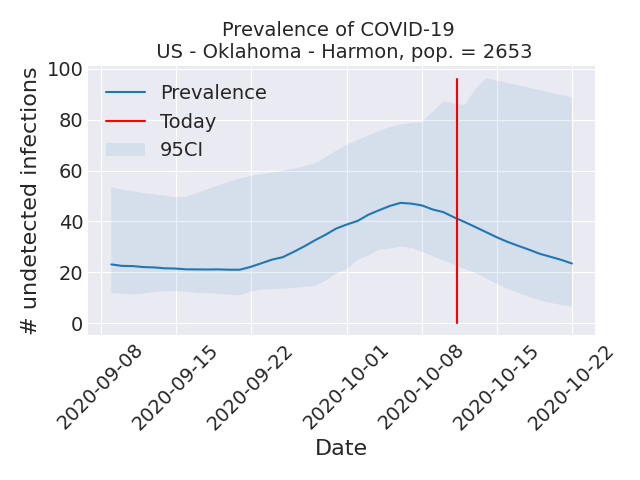 Prevalence of COVID-19
US - Oklahoma - Harmon, pop. = 2653
# undetected infections
100
80
60
40
20
0
Prevalence
Today
95CI
2020-09-08
2020-09-15
2020-09-22
2020-10-01
2020-10-08
2020-10-15
2020-10-22
Date